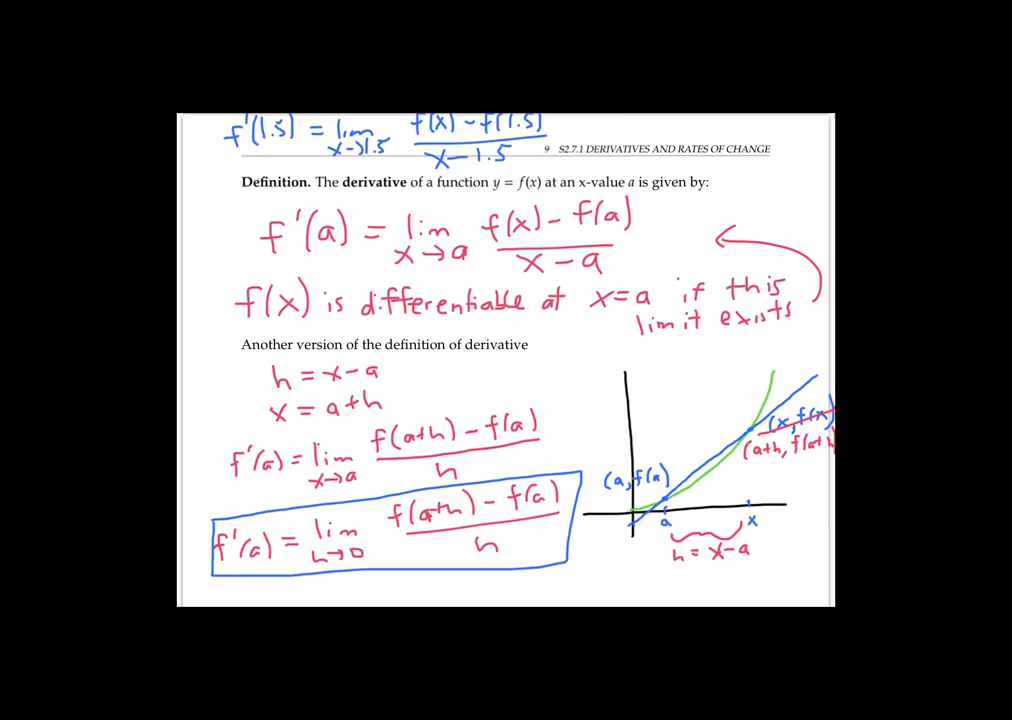 f'(1.5) = lim x→1.5 f(x) - f(1.5) / x - 1.5
9 S2.7.1 DERIVATIVES AND RATES OF CHANGE
Definition. The derivative of a function y = f(x) at an x-value a is given by:
f'(a) = lim x→a f(x) - f(a) / x - a
f(x) is differentiable at x=a if this
limit exists
Another version of the definition of derivative
h = x-a
x = a+h
f'(a) = lim x→a f(a+h) - f(a) / h
f'(a) = lim h→0 f(a+h) - f(a) / h
(x, f(x))
(a+h, f(a+h
(a, f(a))
a
x
h = x-a